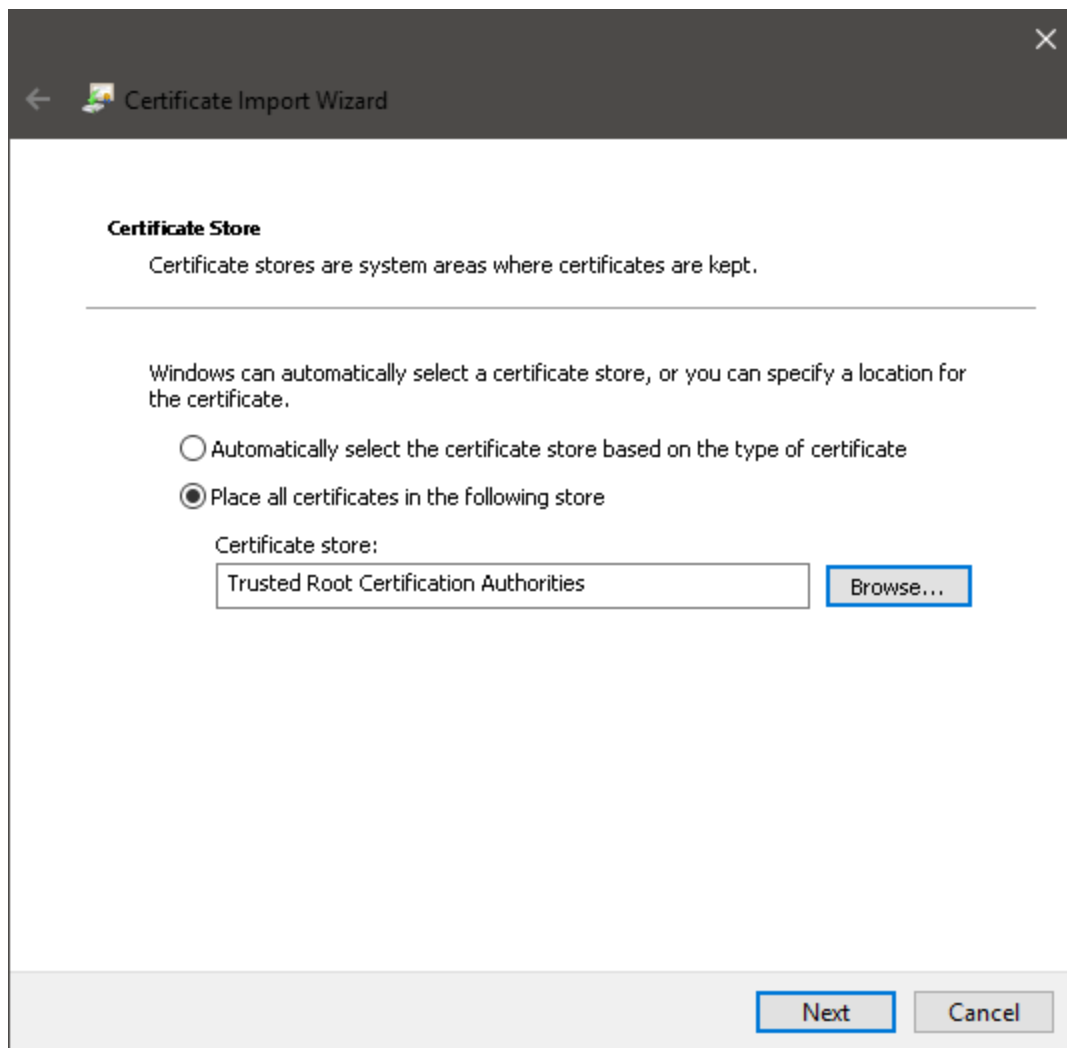 Certificate Import Wizard
Certificate Store
Certificate stores are system areas where certificates are kept.
Windows can automatically select a certificate store, or you can specify a location for
the certificate.
Automatically select the certificate store based on the type of certificate
Place all certificates in the following store
Certificate store:
Trusted Root Certification Authorities
Browse...
Next
Cancel